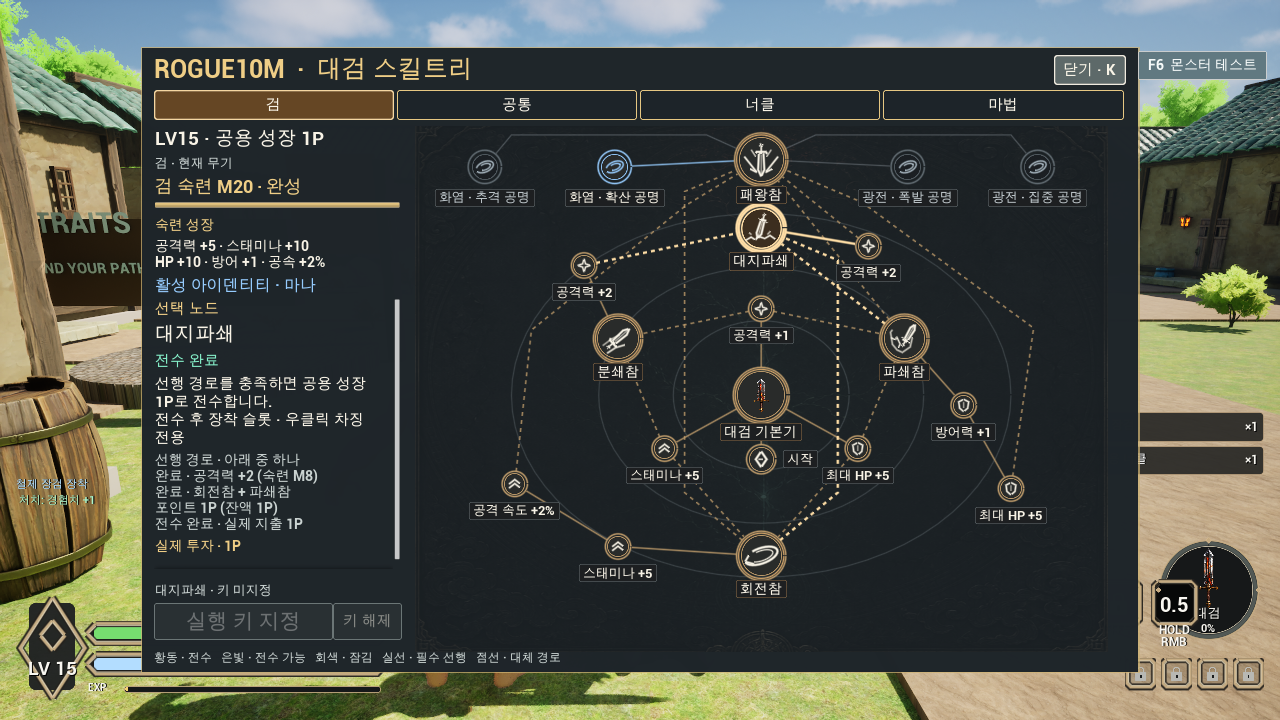 ROGUE10M · 대검 스킬트리
닫기 · K
F6 몬스터 테스트
검
공통
너클
마법
LV15 · 공용 성장 1P
검 · 현재 무기
검 숙련 M20 · 완성
숙련 성장
공격력 +5 · 스태미나 +10
HP +10 · 방어 +1 · 공속 +2%
활성 아이덴티티 · 마나
선택 노드
대지파쇄
전수 완료
선행 경로를 충족하면 공용 성장
1P로 전수합니다.
전수 후 장착 슬롯 · 우클릭 차징
전용
선행 경로 · 아래 중 하나
완료 · 공격력 +2 (숙련 M8)
완료 · 회전참 + 파쇄참
포인트 1P (잔액 1P)
전수 완료 · 실제 지출 1P
실제 투자 · 1P
대지파쇄 · 키 미지정
실행 키 지정
키 해제
황동 · 전수 은빛 · 전수 가능 회색 · 잠김 실선 · 필수 선행 점선 · 대체 경로
화염 · 추격 공명
화염 · 확산 공명
패왕참
광전 · 폭발 공명
광전 · 집중 공명
대지파쇄
공격력 +2
공격력 +2
공격력 +1
분쇄참
파쇄참
대검 기본기
방어력 +1
시작
스태미나 +5
최대 HP +5
공격 속도 +2%
최대 HP +5
스태미나 +5
회전참
TRAITS
ND YOUR PATH
철제 장검 장착
처치: 경험치 +1
LV 15
EXP
×1
×1
0.5
HOLD
RMB
대검
0%